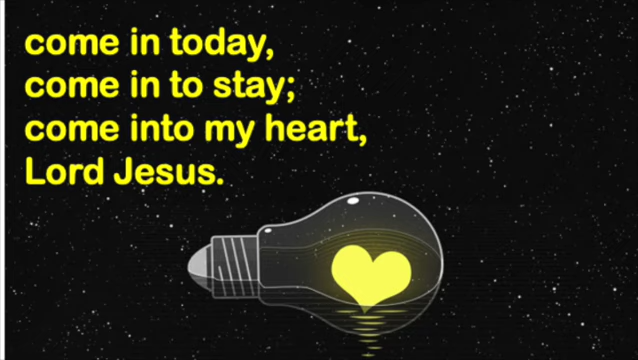 come in today,
come in to stay;
come into my heart,
Lord Jesus.